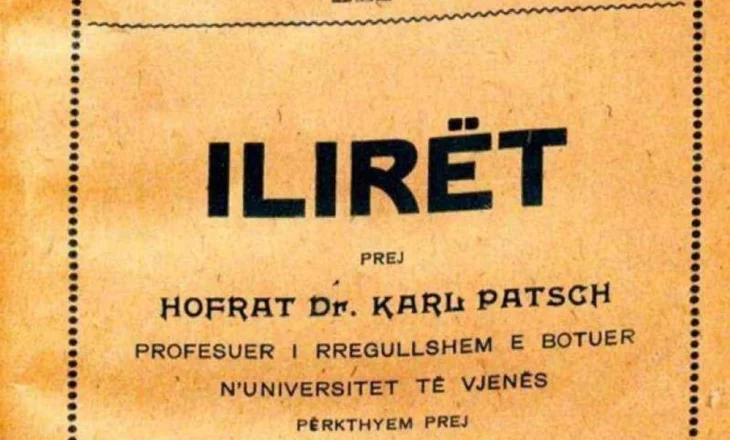 ILIRËT
PREJ
HOFRAT Dr. KARL PATSCH
PROFESUER I RREGULLSHEM E BOTUER
N'UNIVERSITET TË VJENËS
PËRKTHYEM PREJ